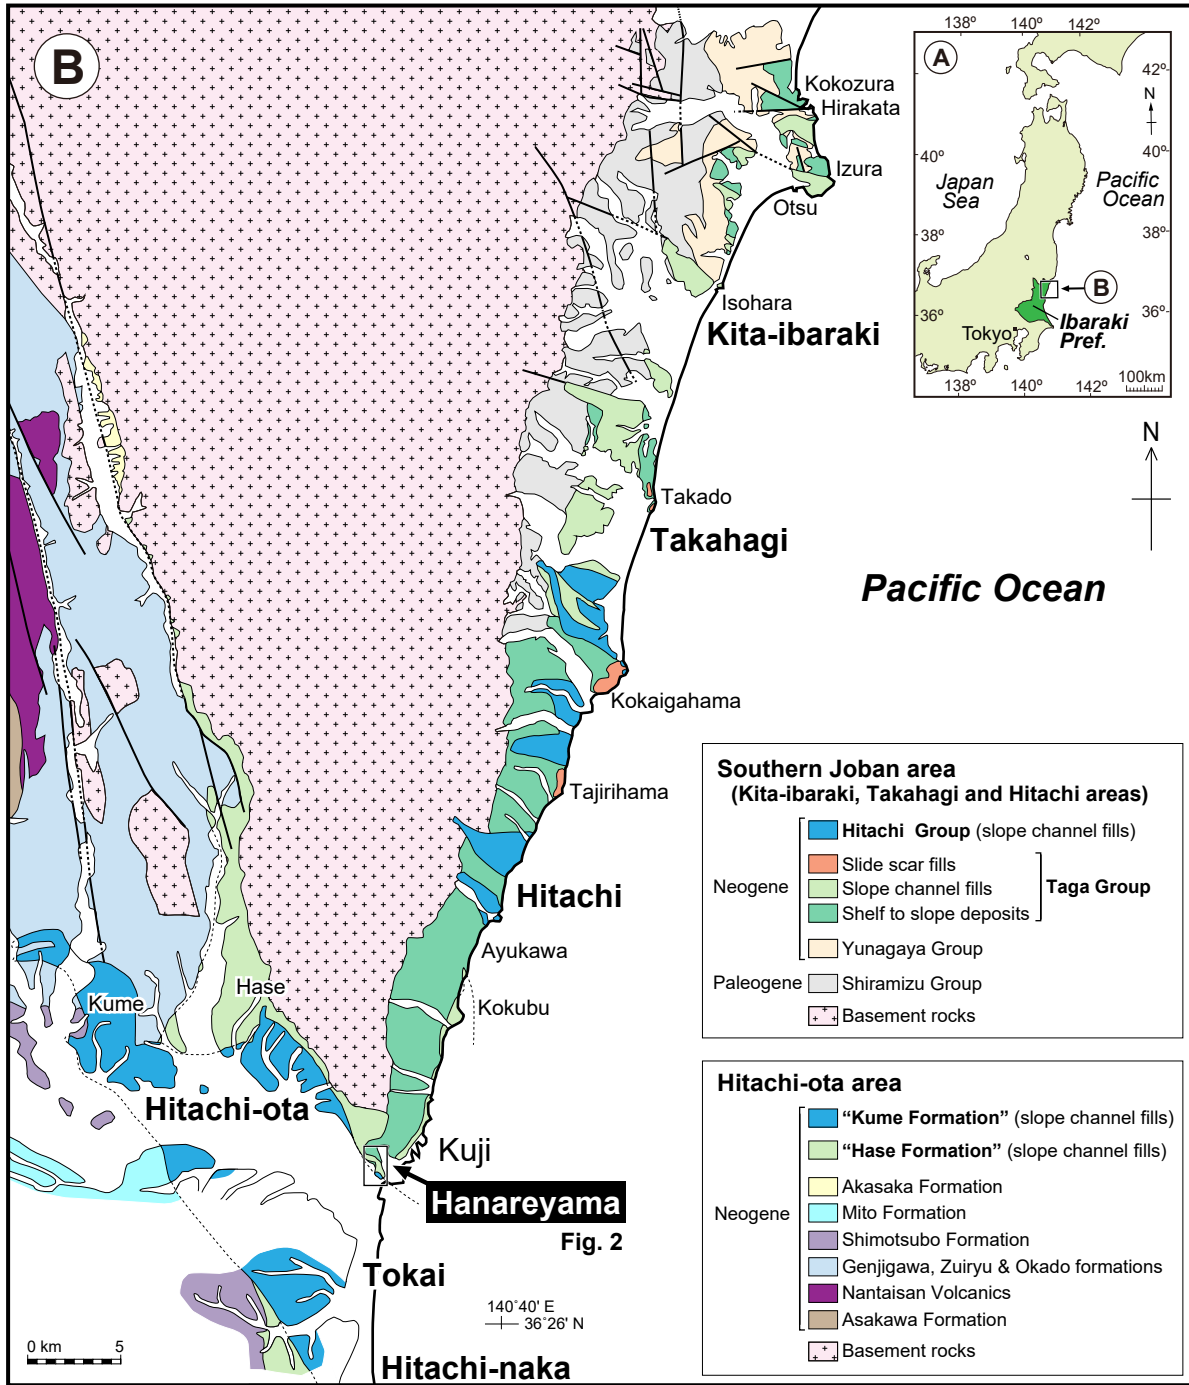 B
Kokozura
Hirakata
Izura
Otsu
Isohara
Kita-ibaraki
Takado
Takahagi
Pacific Ocean
Kokaigahama
Tajirihama
Hitachi
Ayukawa
Kokubu
Kume
Hase
Hitachi-ota
Kuji
Hanareyama
Fig. 2
Tokai
140°40' E
36°26' N
0 km 5
Hitachi-naka
138° 140° 142°
A
42°
N
40° 40°
Japan
Sea
Pacific
Ocean
38° 38°
B
36° 36°
Tokyo
Ibaraki
Pref.
138° 140° 142° 100km
N
Southern Joban area
(Kita-ibaraki, Takahagi and Hitachi areas)
Hitachi Group (slope channel fills)
Slide scar fills
Neogene Slope channel fills Taga Group
Shelf to slope deposits
Yunagaya Group
Paleogene Shiramizu Group
Basement rocks
Hitachi-ota area
“Kume Formation” (slope channel fills)
“Hase Formation” (slope channel fills)
Akasaka Formation
Neogene Mito Formation
Shimotsubo Formation
Genjigawa, Zuiryu & Okado formations
Nantaisan Volcanics
Asakawa Formation
Basement rocks